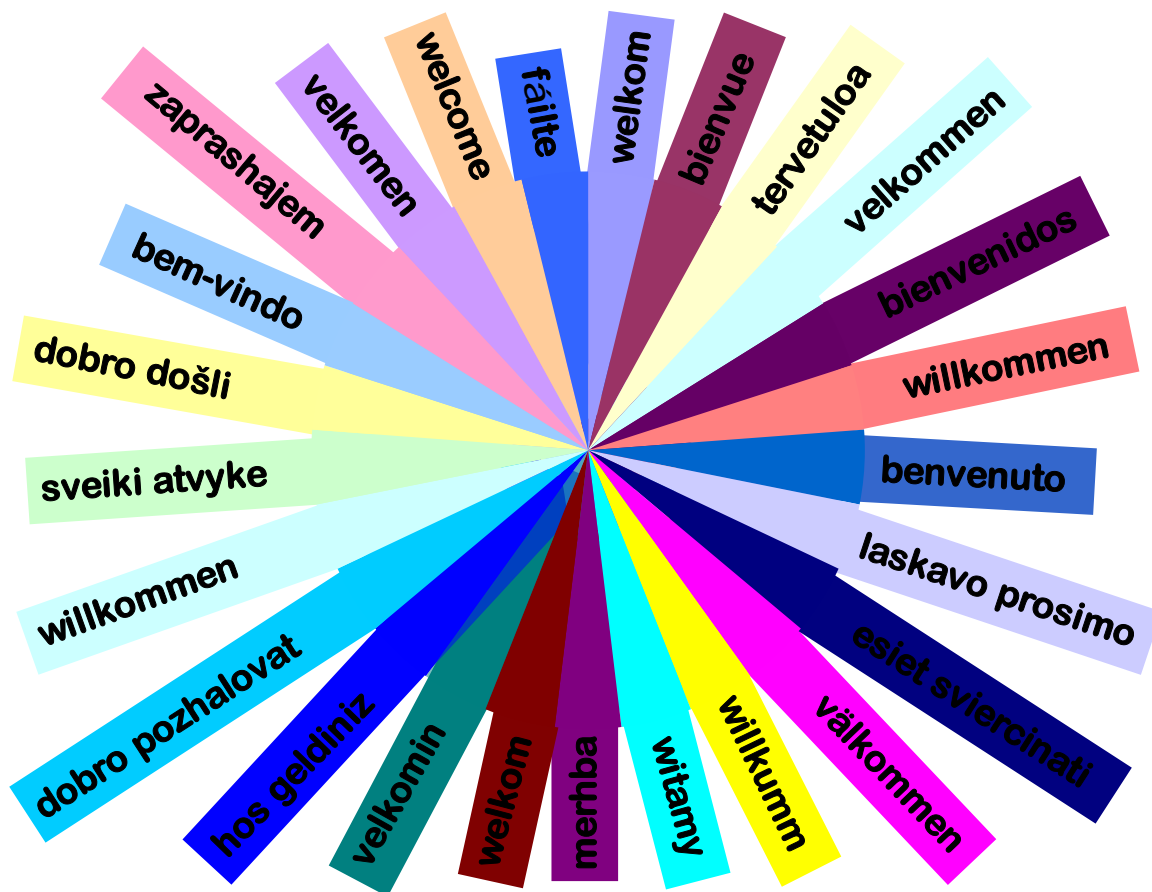 welkom
bienvue
tervetuloa
velkommen
bienvenidos
willkommen
benvenuto
laskavo prosimo
esiet sviercinati
välkommen
willkumm
witamy
merhba
welkom
velkomin
hos geldiniz
dobro pozhalovat
willkommen
sveiki atvyke
dobro došli
bem-vindo
zaprashajem
velkomen
welcome
fáilte